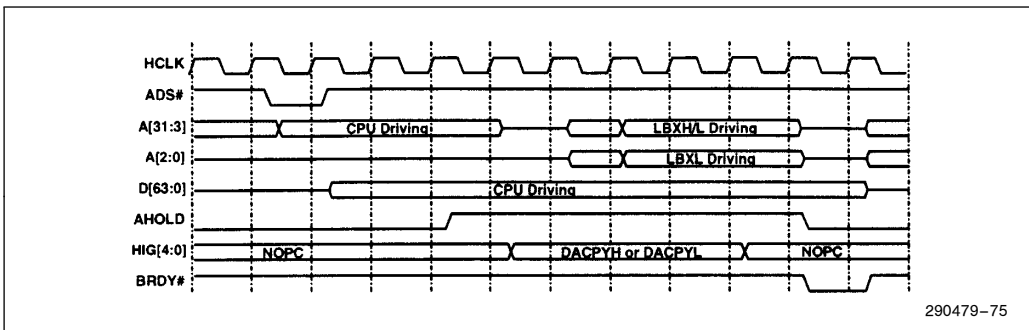 HCLK
ADS#
A[31:3] CPU Driving LBXH/L Driving
A[2:0] LBXL Driving
D[63:0] CPU Driving
AHOLD
HIG[4:0] NOPC DACPYH or DACPYL NOPC
BRDY#
290479–75